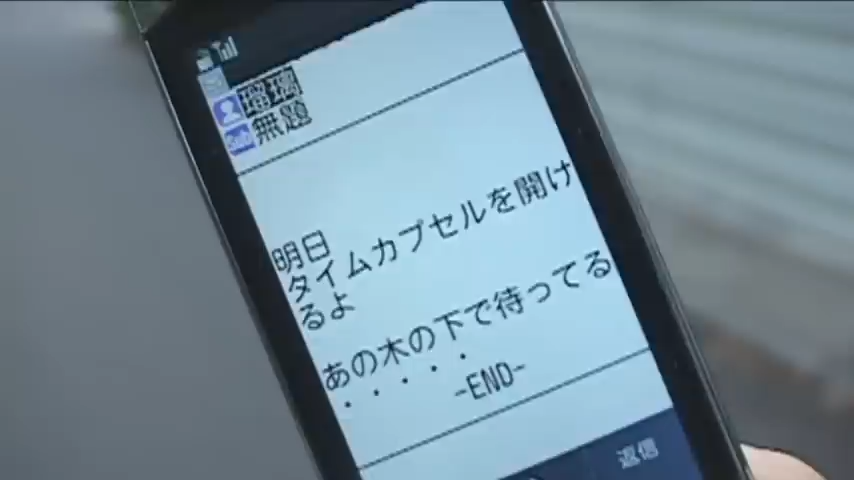 瑠璃
Sub 無題
明日
タイムカプセルを開け
るよ
あの木の下で待ってる
・・・・・
-END-
返信